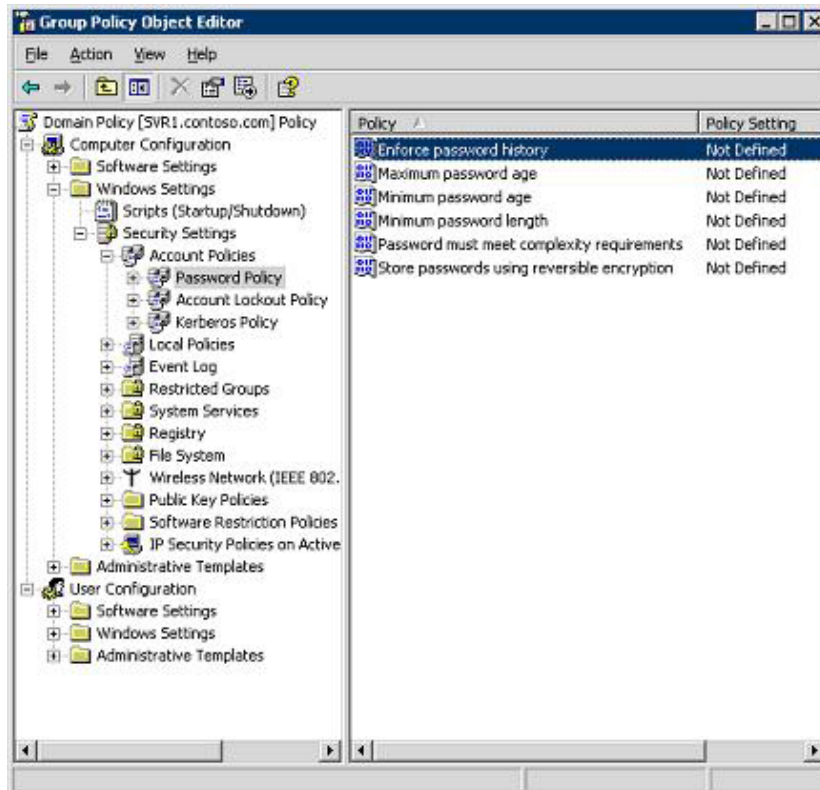 Group Policy Object Editor
File Action View Help
Domain Policy [SVR1.contoso.com] Policy
Computer Configuration
Software Settings
Windows Settings
Scripts (Startup/Shutdown)
Security Settings
Account Policies
Password Policy
Account Lockout Policy
Kerberos Policy
Local Policies
Event Log
Restricted Groups
System Services
Registry
File System
Wireless Network (IEEE 802.
Public Key Policies
Software Restriction Policies
IP Security Policies on Active
Administrative Templates
User Configuration
Software Settings
Windows Settings
Administrative Templates
Policy Policy Setting
Enforce password history Not Defined
Maximum password age Not Defined
Minimum password age Not Defined
Minimum password length Not Defined
Password must meet complexity requirements Not Defined
Store passwords using reversible encryption Not Defined